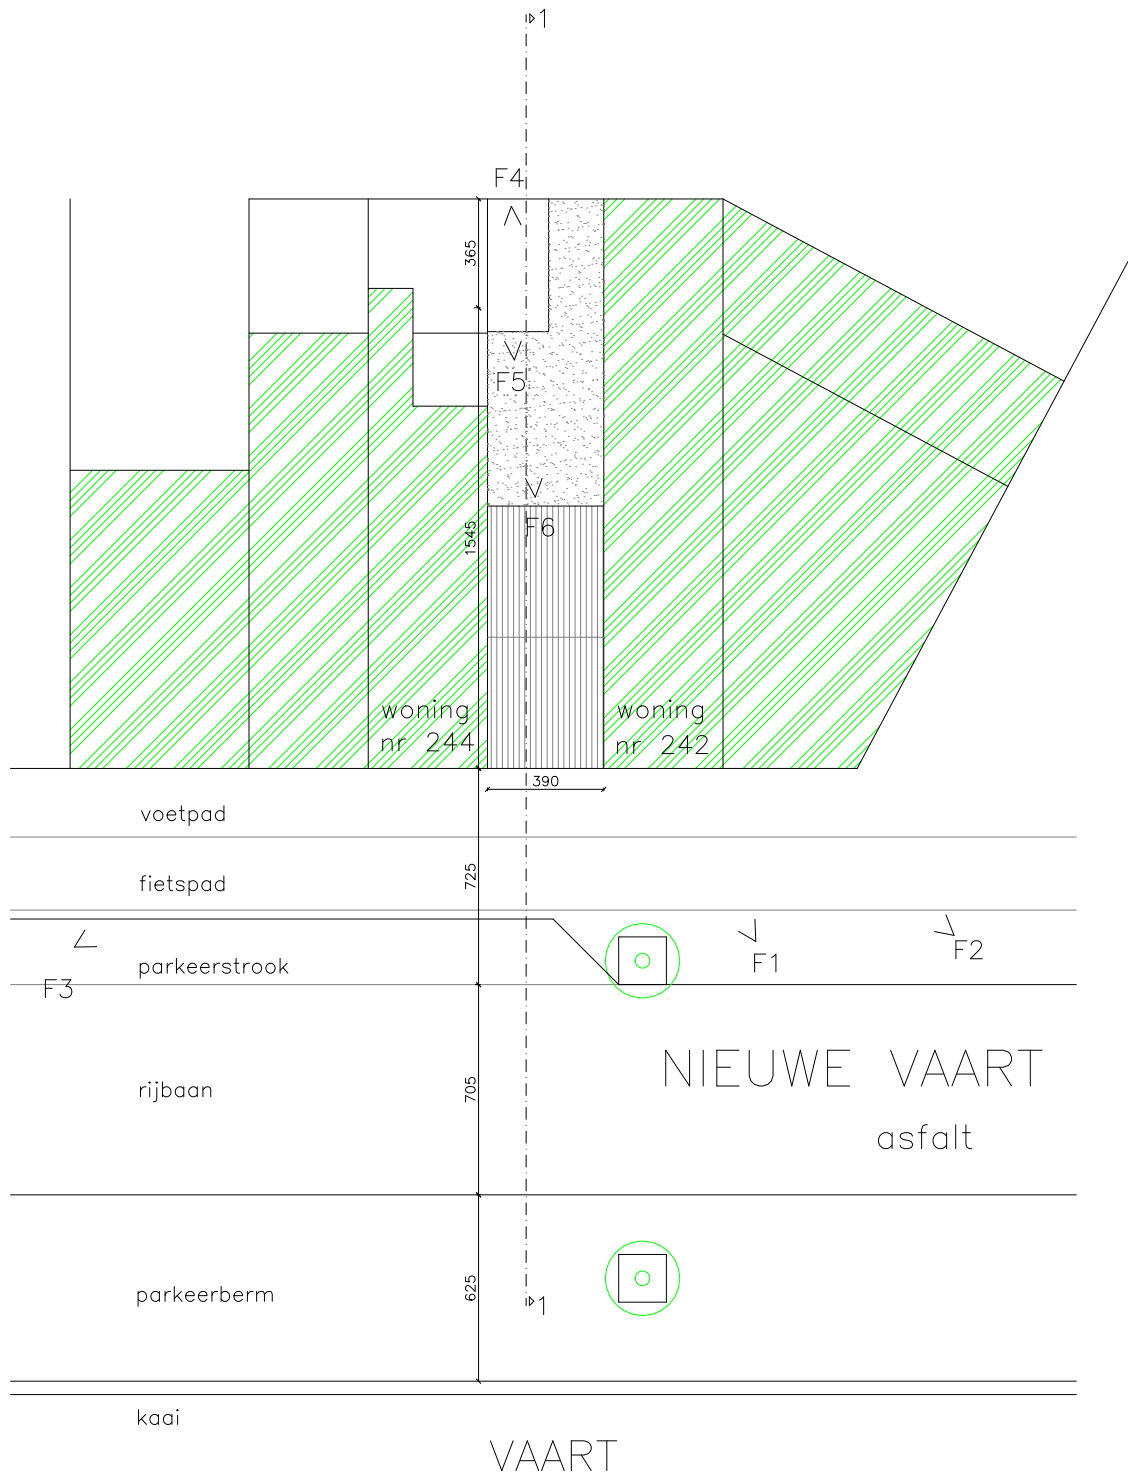 1
F4
365
F5
F6
1545
woning
nr 244
woning
nr 242
390
voetpad
725
fietspad
F1
F2
parkeerstrook
F3
NIEUWE VAART
705
rijbaan
asfalt
625
parkeerberm
1
kaai
VAART